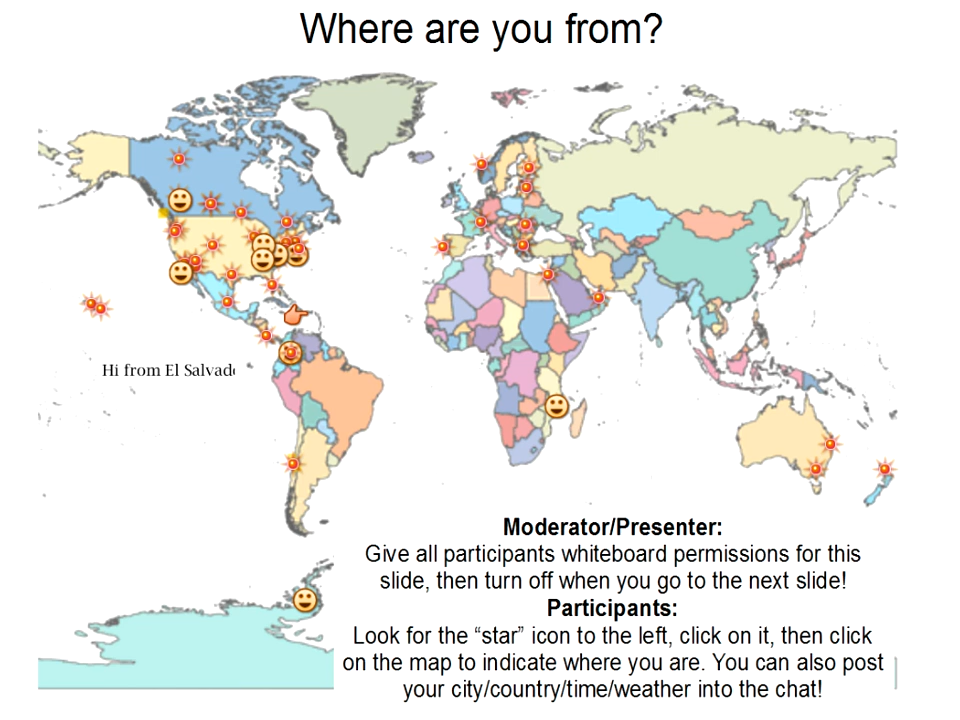 Where are you from?
Hi from El Salvad
Moderator/Presenter:
Give all participants whiteboard permissions for this
slide, then turn off when you go to the next slide!
Participants:
Look for the “star” icon to the left, click on it, then click
on the map to indicate where you are. You can also post
your city/country/time/weather into the chat!